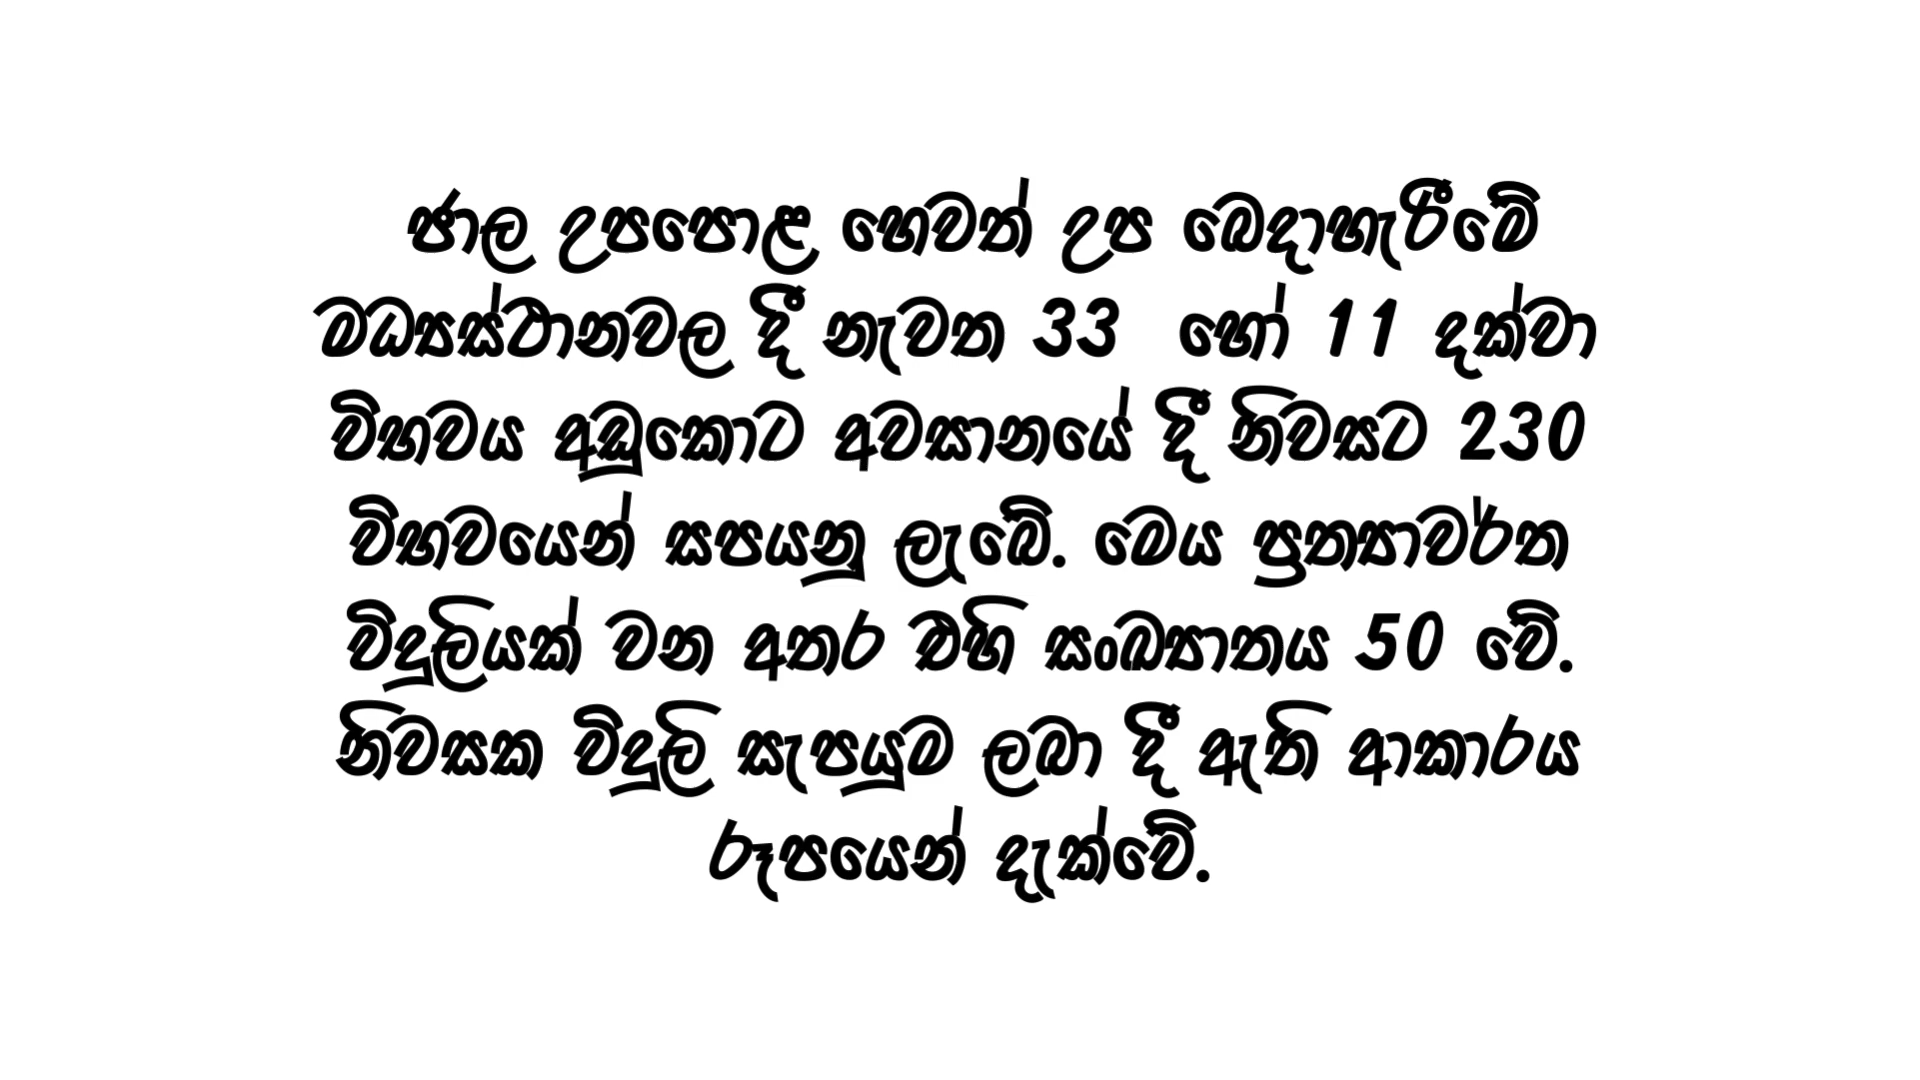 ජාල උපපොළ හෙවත් උප බෙදාහැරීමේ
මධ්‍යස්ථානවල දී නැවත 33 හෝ 11 දක්වා
විභවය අඩුකොට අවසානයේ දී නිවසට 230
විභවයෙන් සපයනු ලැබේ. මෙය ප්‍රත්‍යාවර්ත
විදුලියක් වන අතර එහි සංඛ්‍යාතය 50 වේ.
නිවසක විදුලි සැපයුම ලබා දී ඇති ආකාරය
රූපයෙන් දැක්වේ.